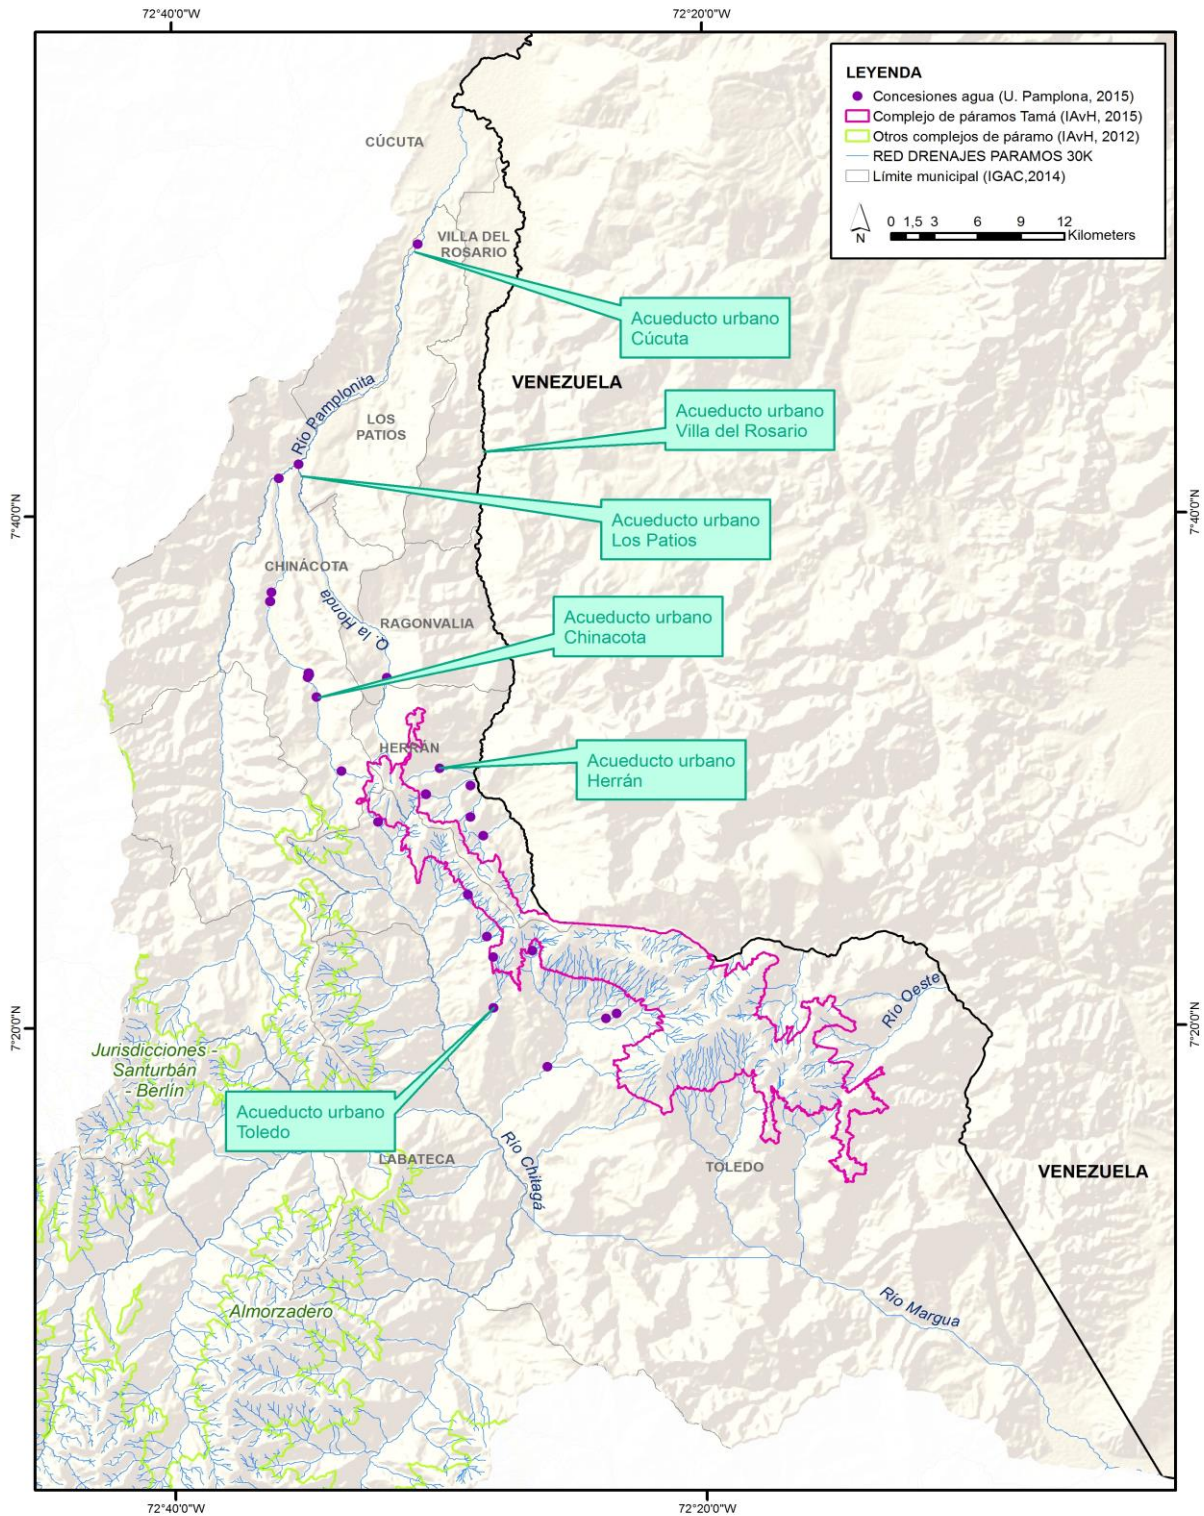 72°40'0"W
72°20'0"W
LEYENDA
Concesiones agua (U. Pamplona, 2015)
Complejo de páramos Tamá (IAvH, 2015)
Otros complejos de páramo (IAvH, 2012)
RED DRENAJES PARAMOS 30K
Límite municipal (IGAC,2014)
0 1,5 3 6 9 12
Kilometers
N
CÚCUTA
VILLA DEL
ROSARIO
Acueducto urbano
Cúcuta
VENEZUELA
Río Pamplonita
LOS
PATIOS
Acueducto urbano
Villa del Rosario
7°40'0"N
7°40'0"N
Acueducto urbano
Los Patios
CHINÁCOTA
Q. la Honda
RAGONVALIA
Acueducto urbano
Chinacota
HERRÁN
Acueducto urbano
Herrán
Río Oeste
7°20'0"N
7°20'0"N
Jurisdicciones -
Santurbán
- Berlín
Acueducto urbano
Toledo
LABATECA
Río Chitagá
TOLEDO
VENEZUELA
Almorzadero
Río Margua
72°40'0"W
72°20'0"W